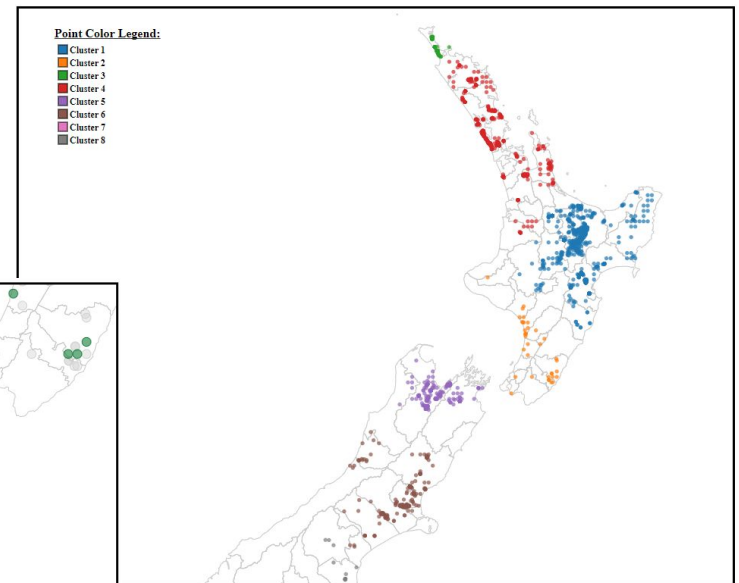 Point Color Legend:
Cluster 1
Cluster 2
Cluster 3
Cluster 4
Cluster 5
Cluster 6
Cluster 7
Cluster 8